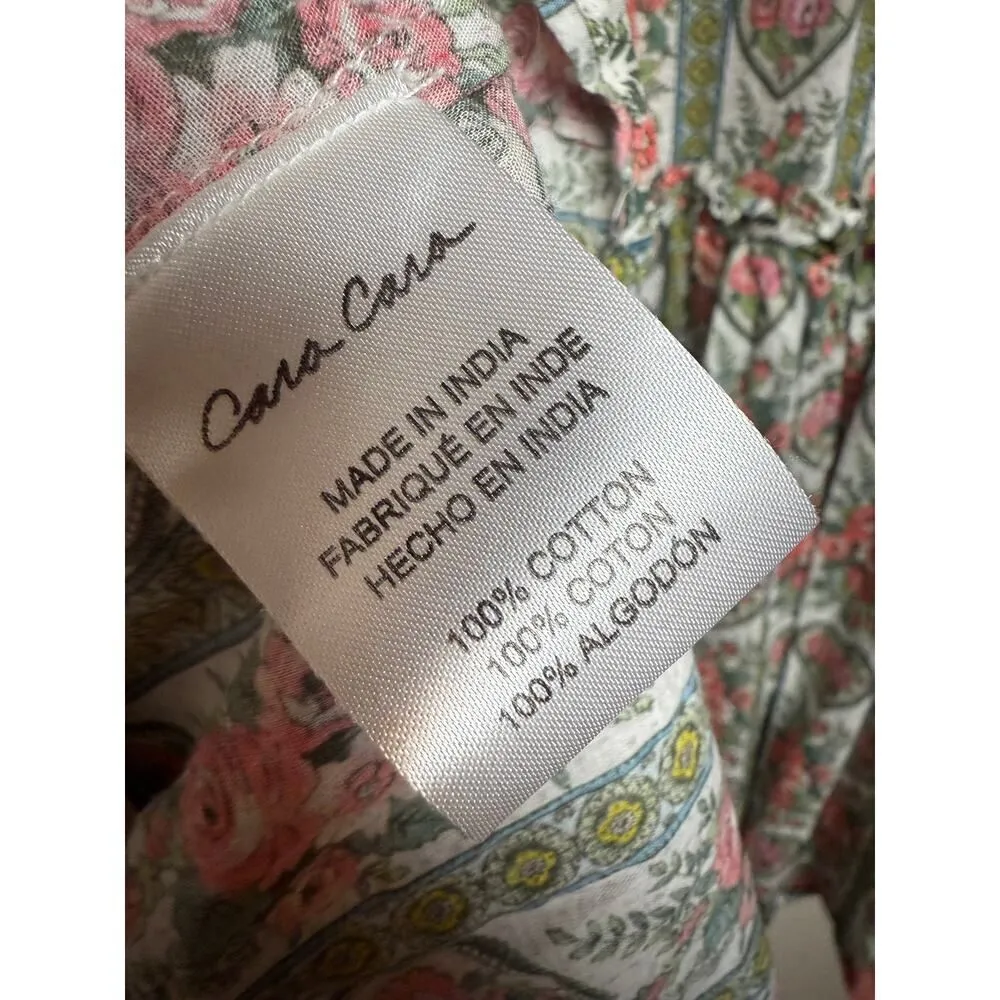 Cara Cara
MADE IN INDIA
FABRIQUÉ EN INDE
HECHO EN INDIA
100% COTTON
100% COTON
100% ALGODÓN